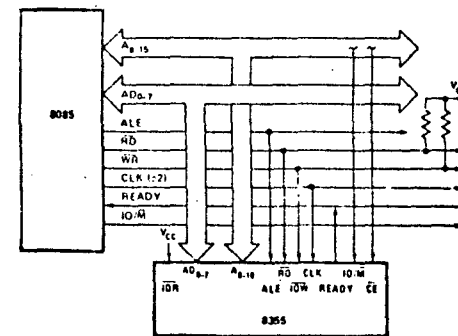 A8-15
AD0-7
8085
ALE
RD
WR
CLK (÷2)
READY
IO/M
VCC
AD0-7
A8-10
RD CLK IO/M
IOR ALE IOW READY CE
8355